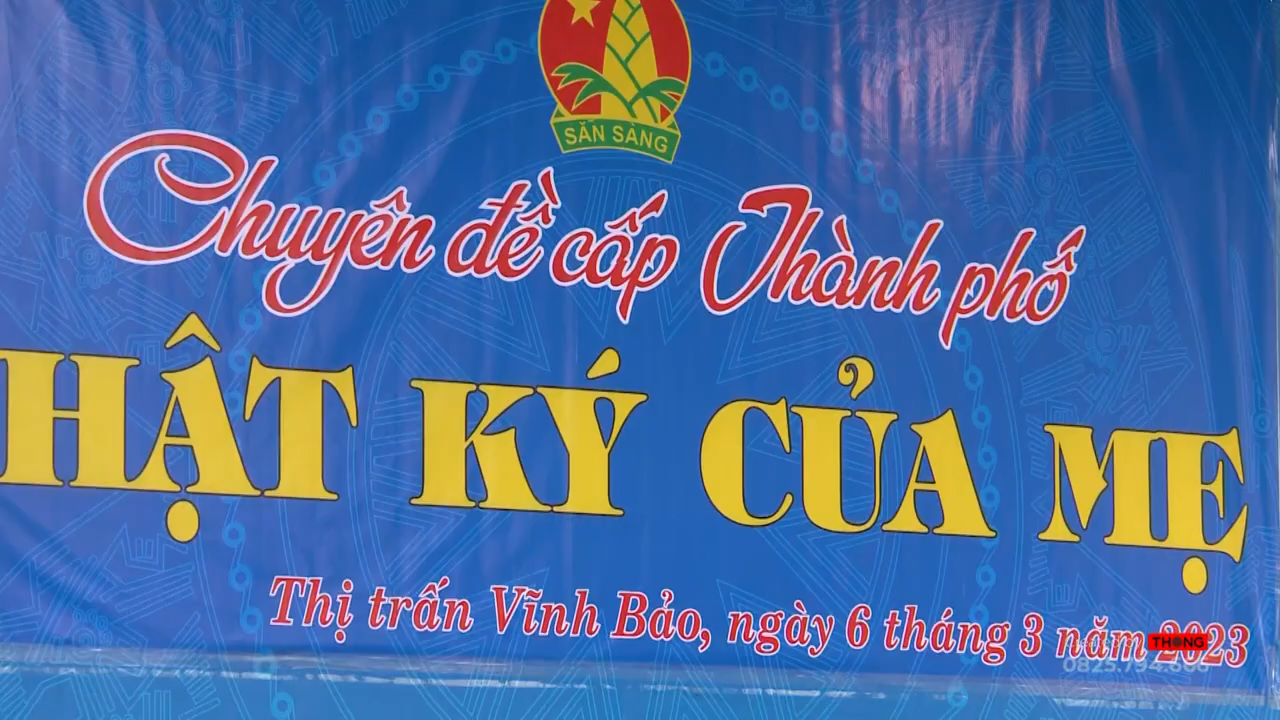 SẴN SÀNG
Chuyên đề cấp Thành phố
HẬT KÝ CỦA MẸ
Thị trấn Vĩnh Bảo, ngày 6 tháng 3 năm 2023
THONG